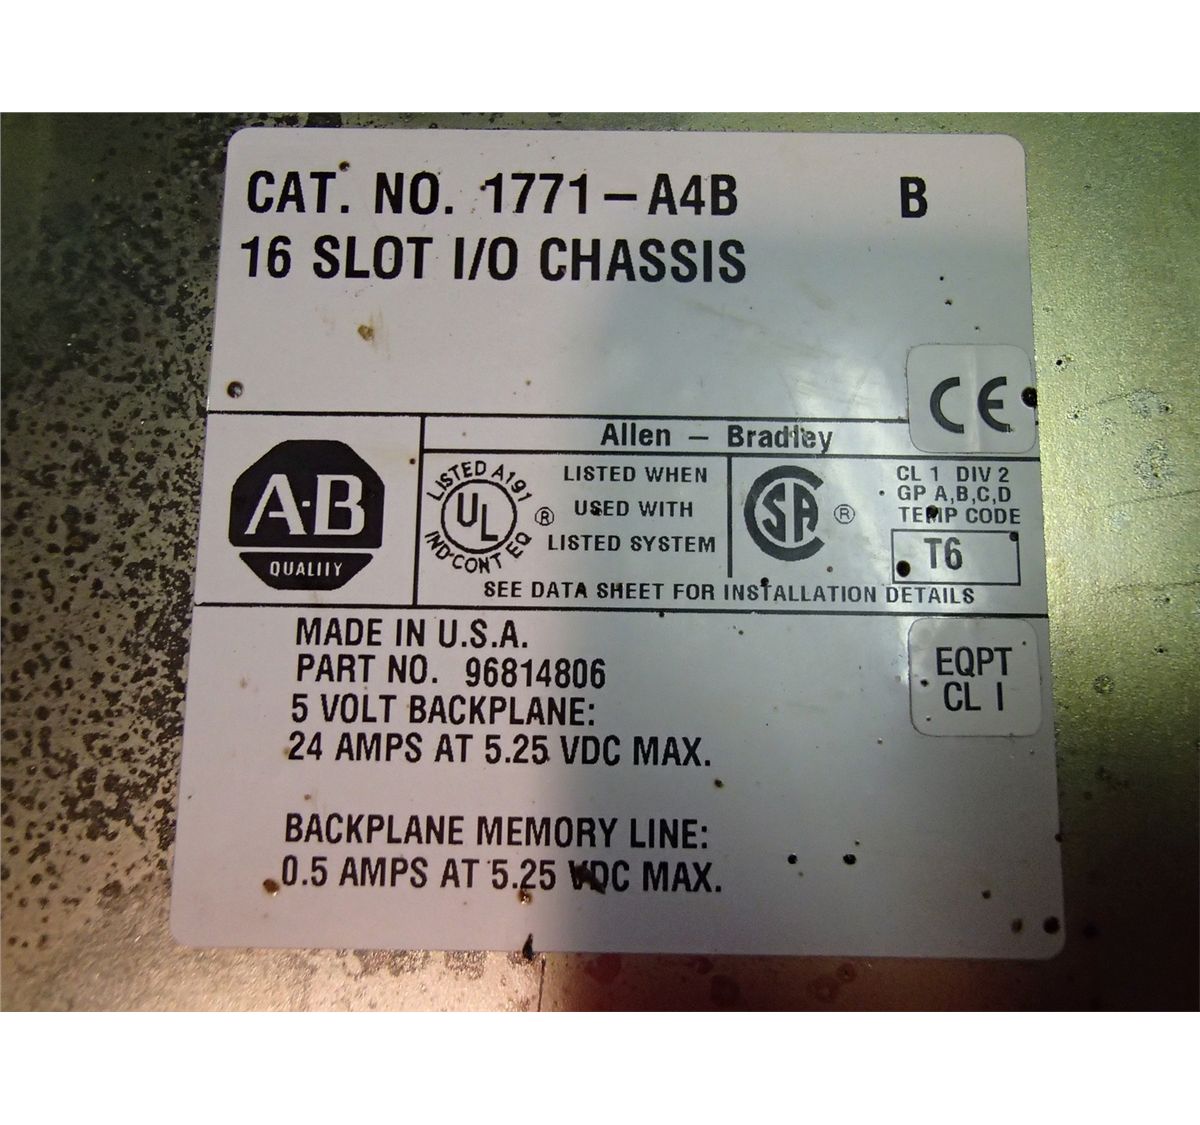 CAT. NO. 1771-A4B B
16 SLOT I/O CHASSIS
CE
Allen - Bradley
A-B
QUALITY
LISTED A191
UL ®
IND·CONT EQ
LISTED WHEN
USED WITH
LISTED SYSTEM
SA ®
CL 1 DIV 2
GP A,B,C,D
TEMP CODE
T6
SEE DATA SHEET FOR INSTALLATION DETAILS
MADE IN U.S.A.
PART NO. 96814806
5 VOLT BACKPLANE:
24 AMPS AT 5.25 VDC MAX.
EQPT
CL I
BACKPLANE MEMORY LINE:
0.5 AMPS AT 5.25 VDC MAX.